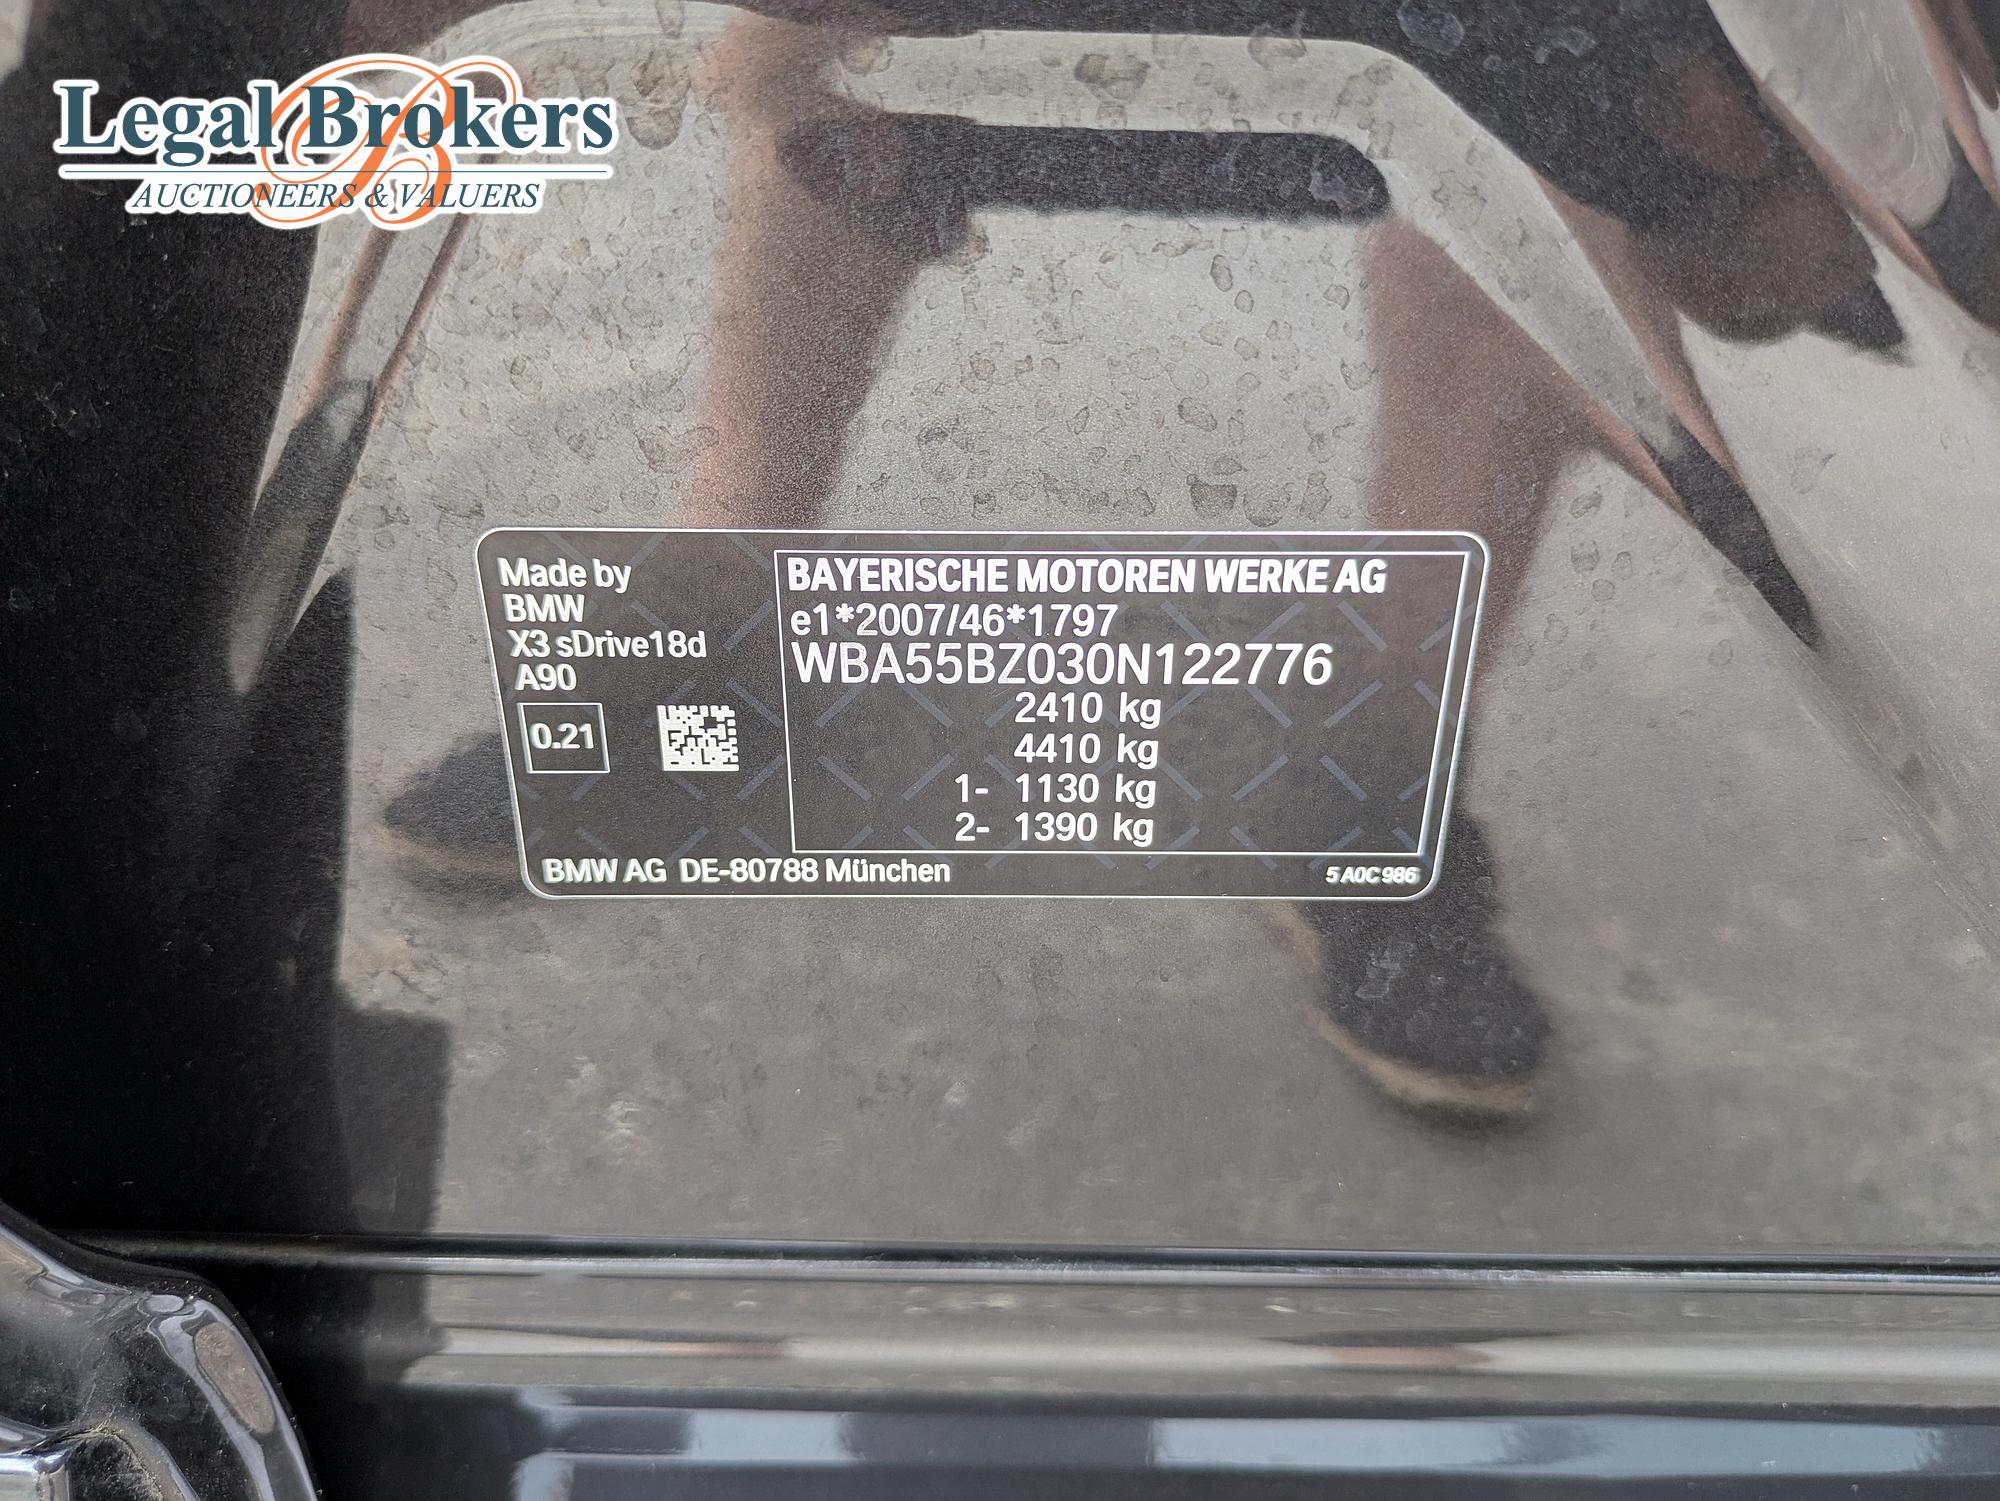 Legal Brokers
AUCTIONEERS & VALUERS
Made by
BMW
X3 sDrive18d
A90
0.21
BAYERISCHE MOTOREN WERKE AG
e1*2007/46*1797
WBA55BZ030N122776
2410 kg
4410 kg
1- 1130 kg
2- 1390 kg
BMW AG DE-80788 München
5 A0C 986